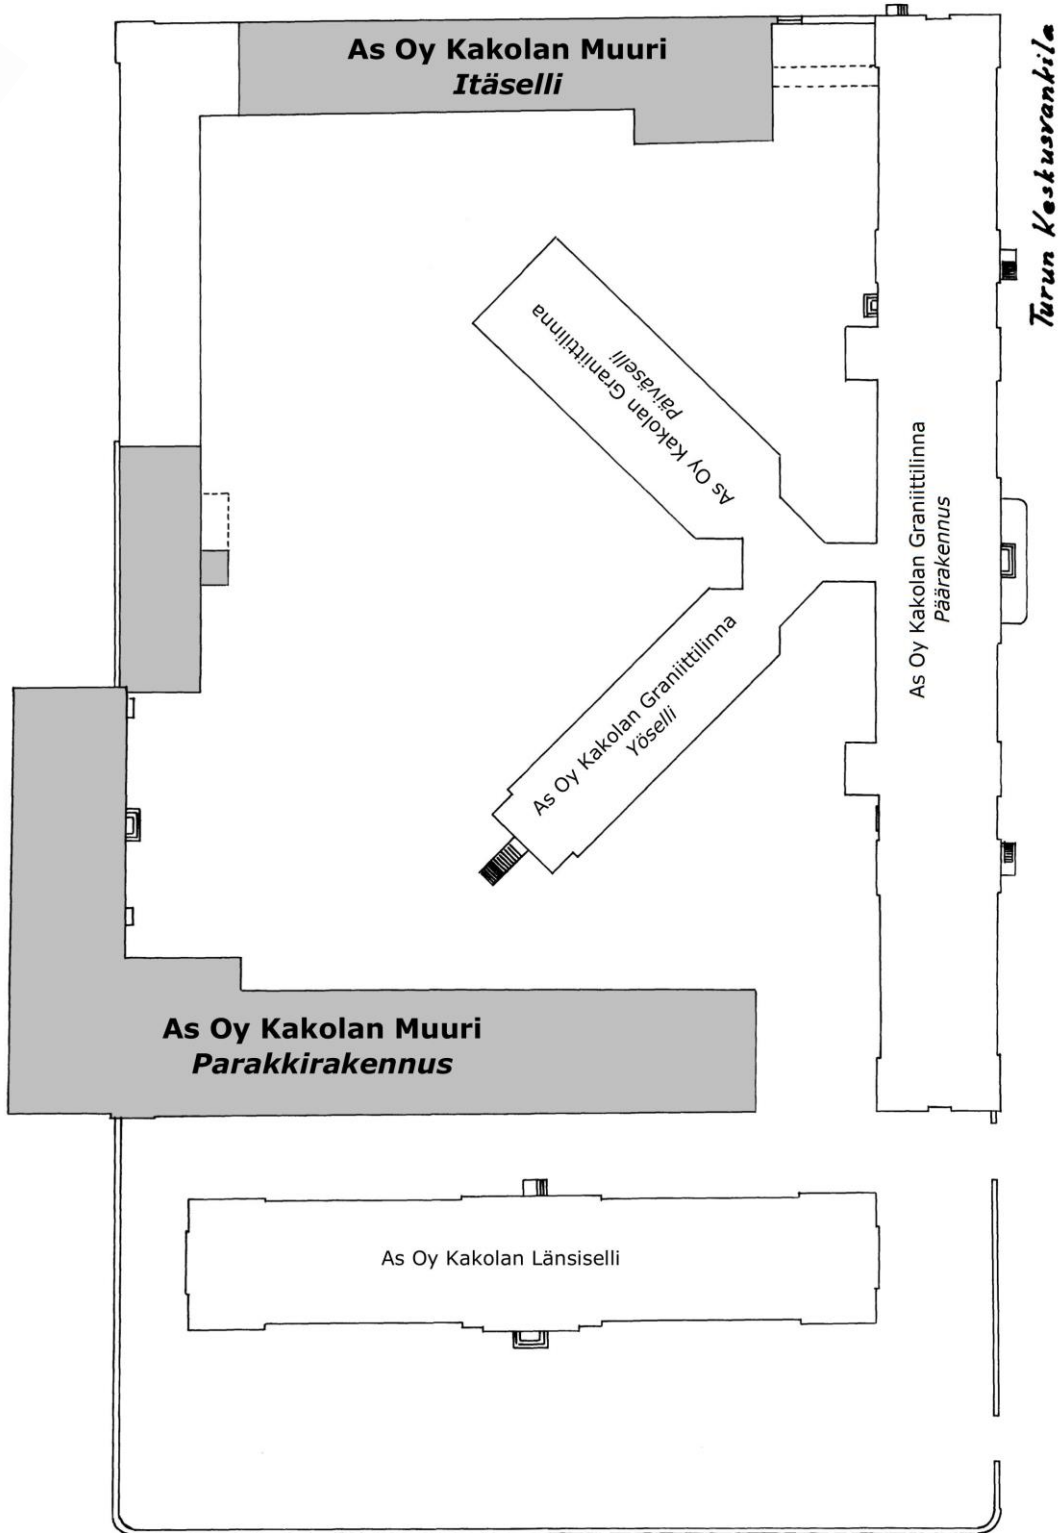 As Oy Kakolan Muuri
Itäselli
Turun Keskusvankila
As Oy Kakolan Graniittilinna
Päiväselli
As Oy Kakolan Graniittilinna
Päärakennus
As Oy Kakolan Graniittilinna
Yöselli
As Oy Kakolan Muuri
Parakkirakennus
As Oy Kakolan Länsiselli